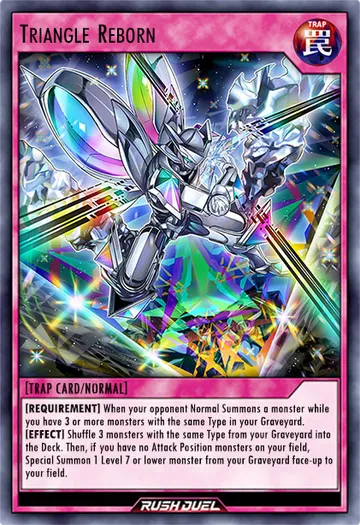 Triangle Reborn
TRAP
罠
[TRAP CARD/NORMAL]
[REQUIREMENT] When your opponent Normal Summons a monster while
you have 3 or more monsters with the same Type in your Graveyard.
[EFFECT] Shuffle 3 monsters with the same Type from your Graveyard into
the Deck. Then, if you have no Attack Position monsters on your field,
Special Summon 1 Level 7 or lower monster from your Graveyard face-up to
your field.
RUSH DUEL